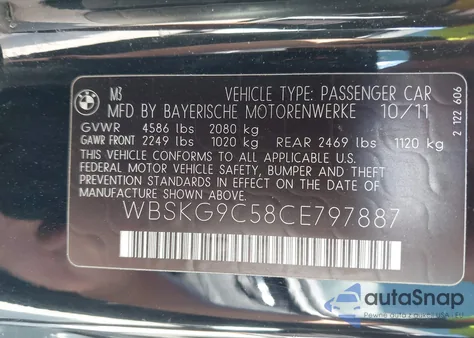 M3 VEHICLE TYPE: PASSENGER CAR
MFD BY BAYERISCHE MOTORENWERKE 10/11
GVWR 4586 lbs 2080 kg
GAWR FRONT 2249 lbs 1020 kg REAR 2469 lbs 1120 kg
THIS VEHICLE CONFORMS TO ALL APPLICABLE U.S.
FEDERAL MOTOR VEHICLE SAFETY, BUMPER AND THEFT
PREVENTION STANDARDS IN EFFECT ON THE DATE OF
MANUFACTURE SHOWN ABOVE.
WBSKG9C58CE797887
2 122 606
BMW
autoSnap